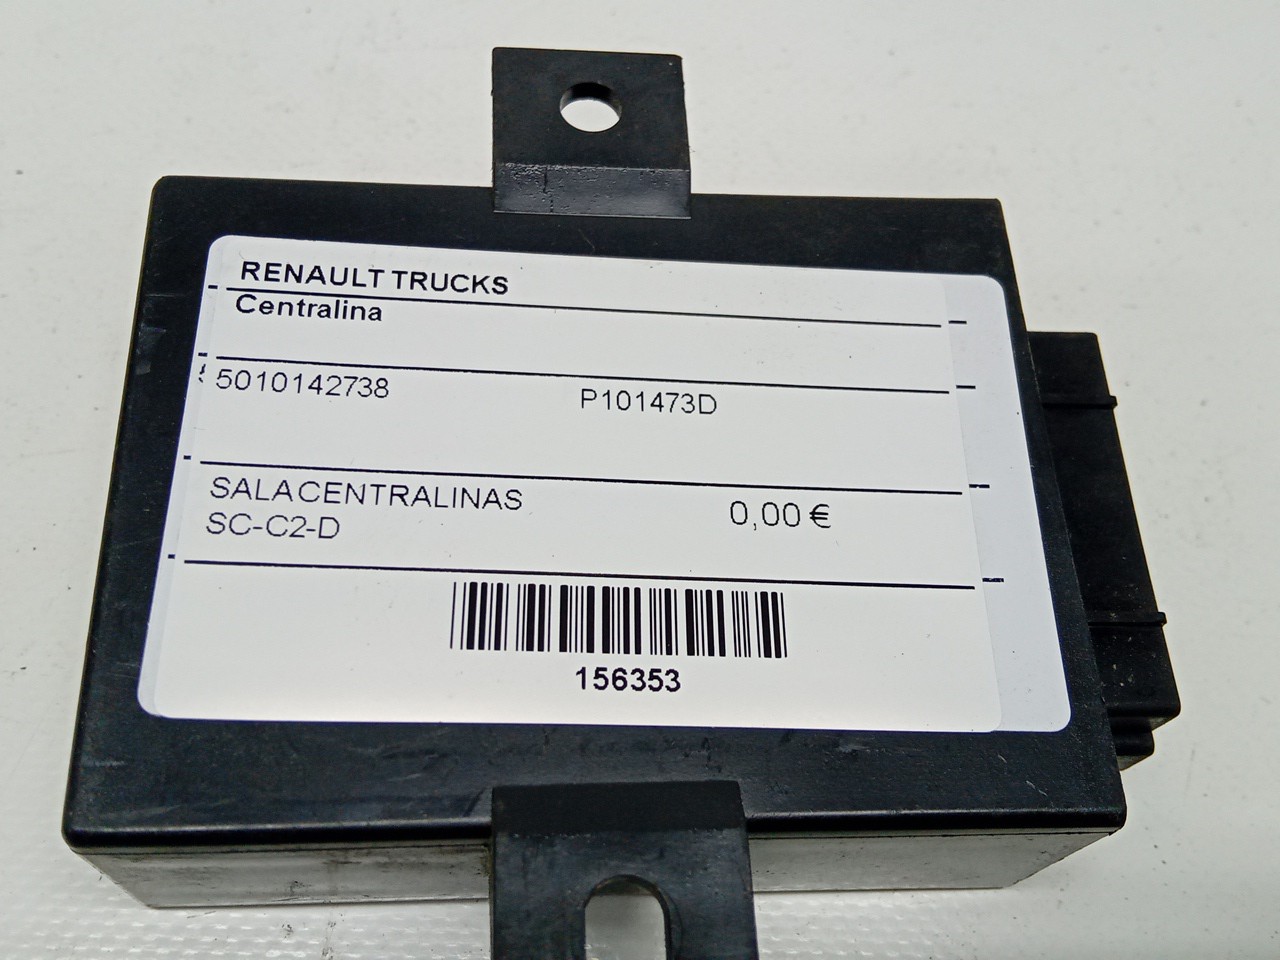 RENAULT TRUCKS
Centralina
5010142738 P101473D
SALACENTRALINAS 0,00 €
SC-C2-D
156353